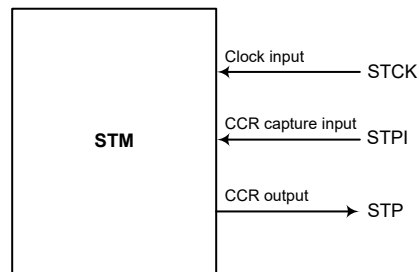 Clock input
STCK
CCR capture input
STM
STPI
CCR output
STP